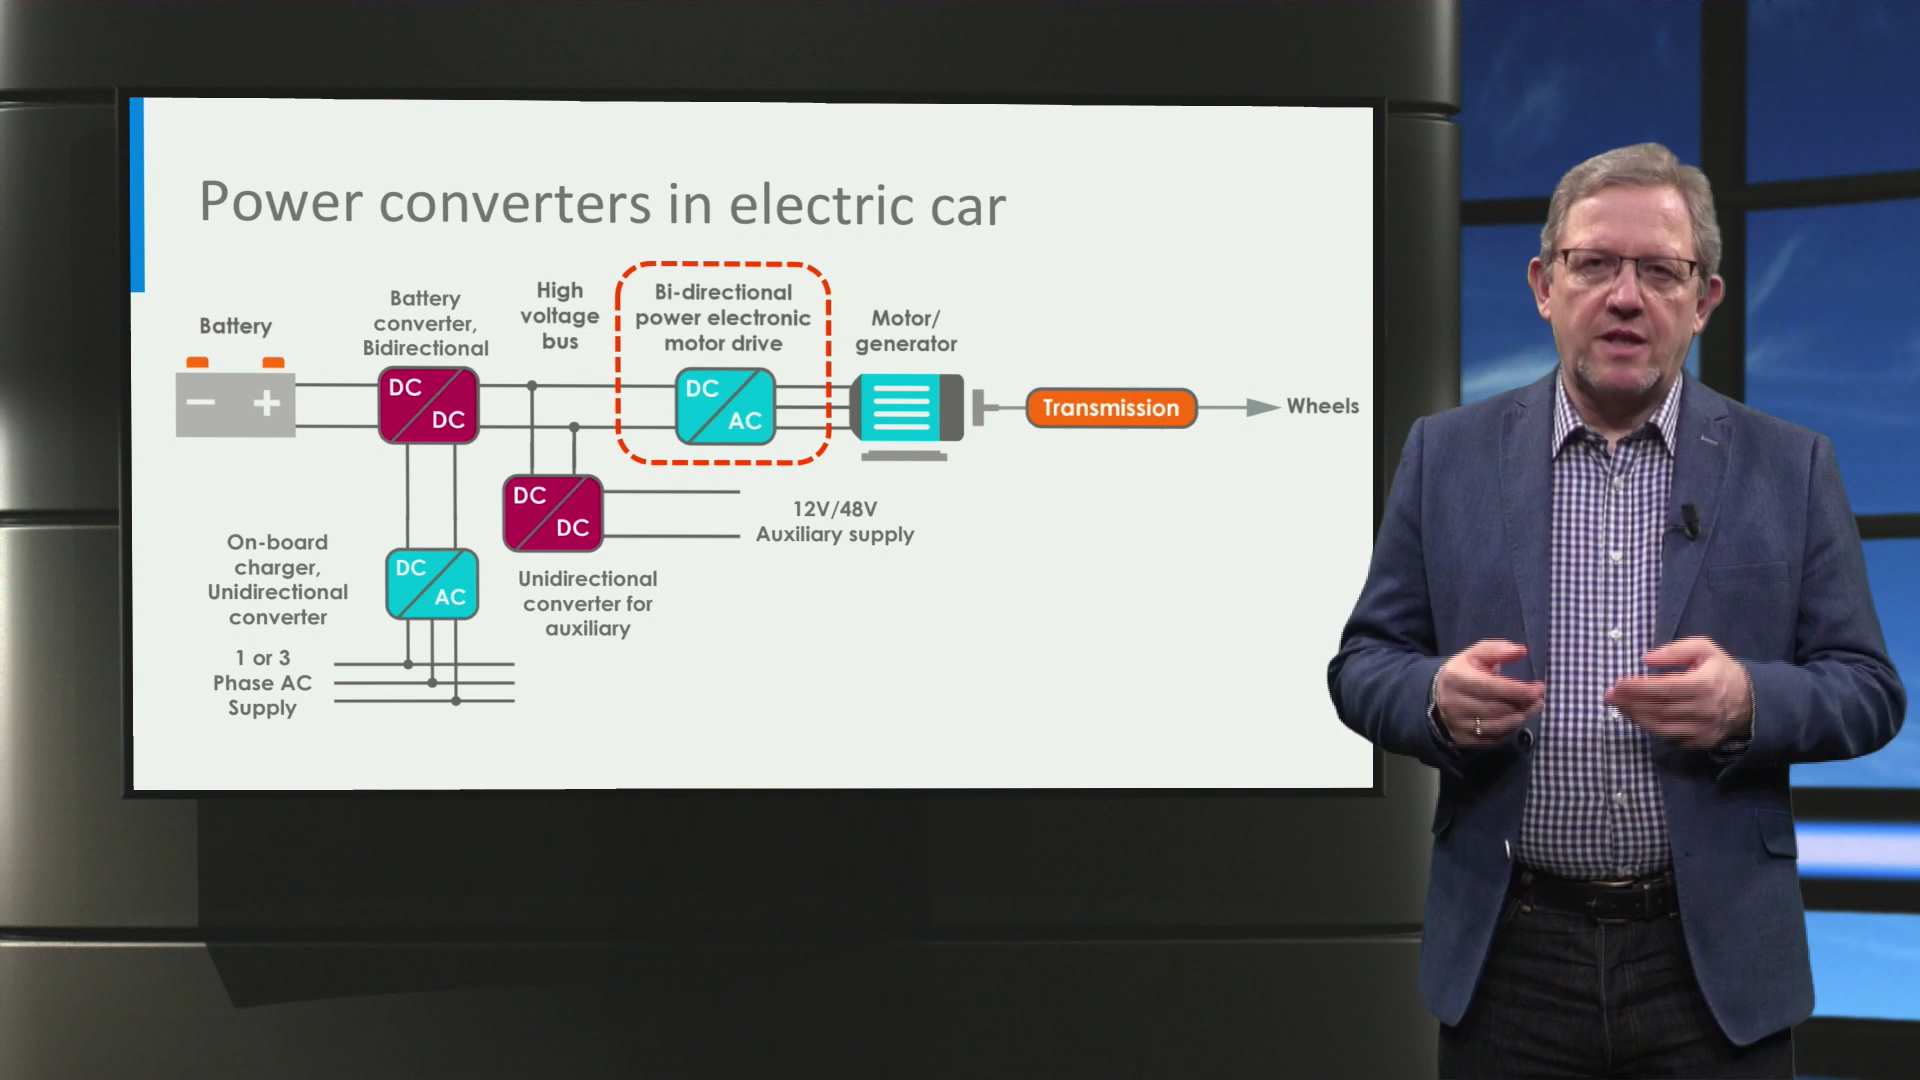 Power converters in electric car
Battery
Battery
converter,
Bidirectional
High
voltage
bus
Bi-directional
power electronic
motor drive
Motor/
generator
DC
DC
DC
AC
Transmission
Wheels
DC
DC
12V/48V
Auxiliary supply
On-board
charger,
Unidirectional
converter
DC
AC
Unidirectional
converter for
auxiliary
1 or 3
Phase AC
Supply